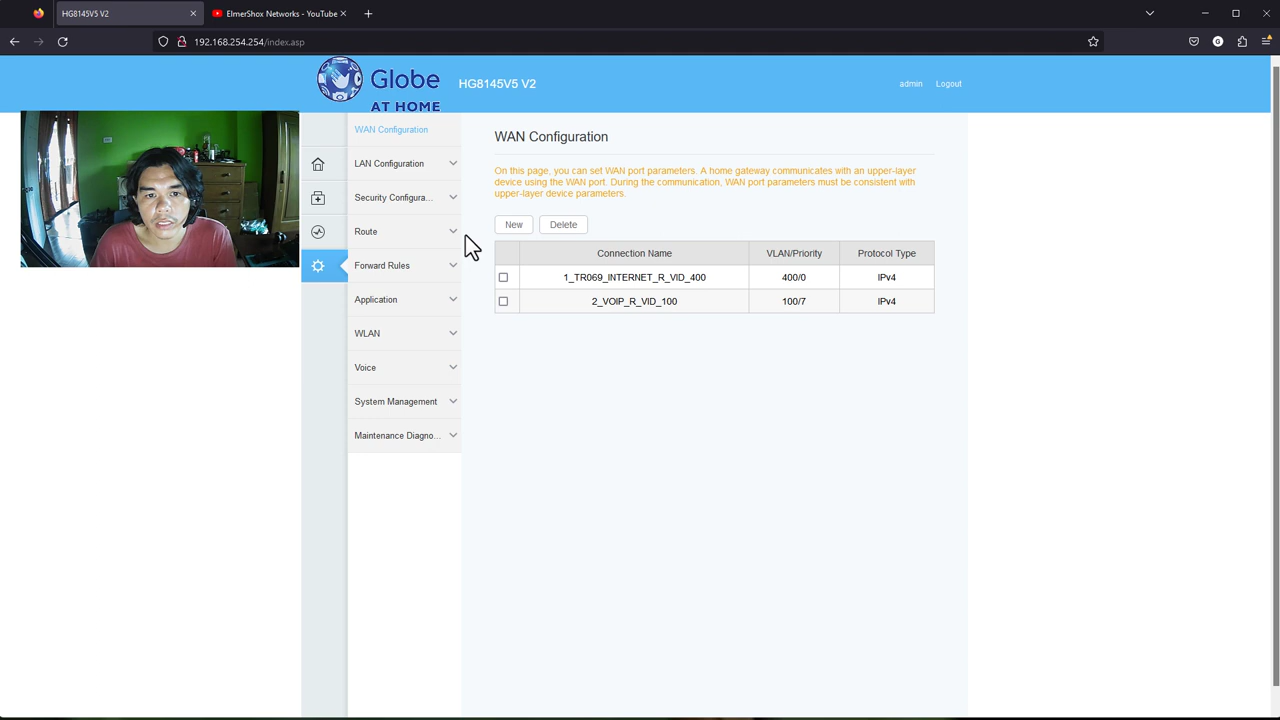 HG8145V5 V2
ElmerShox Networks - YouTube
192.168.254.254/index.asp
G
Globe
AT HOME
HG8145V5 V2
admin
Logout
WAN Configuration
LAN Configuration
Security Configura...
Route
Forward Rules
Application
WLAN
Voice
System Management
Maintenance Diagno...
WAN Configuration
On this page, you can set WAN port parameters. A home gateway communicates with an upper-layer
device using the WAN port. During the communication, WAN port parameters must be consistent with
upper-layer device parameters.
New
Delete
Connection Name VLAN/Priority Protocol Type
1_TR069_INTERNET_R_VID_400 400/0 IPv4
2_VOIP_R_VID_100 100/7 IPv4